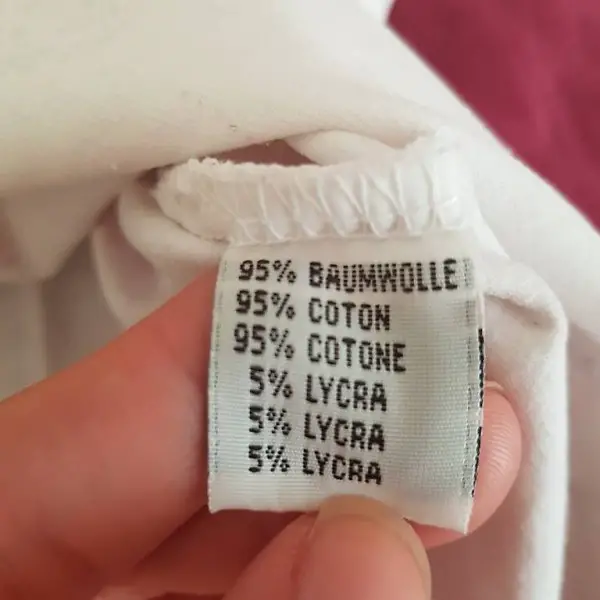 95% BAUMWOLLE
95% COTON
95% COTONE
5% LYCRA
5% LYCRA
5% LYCRA